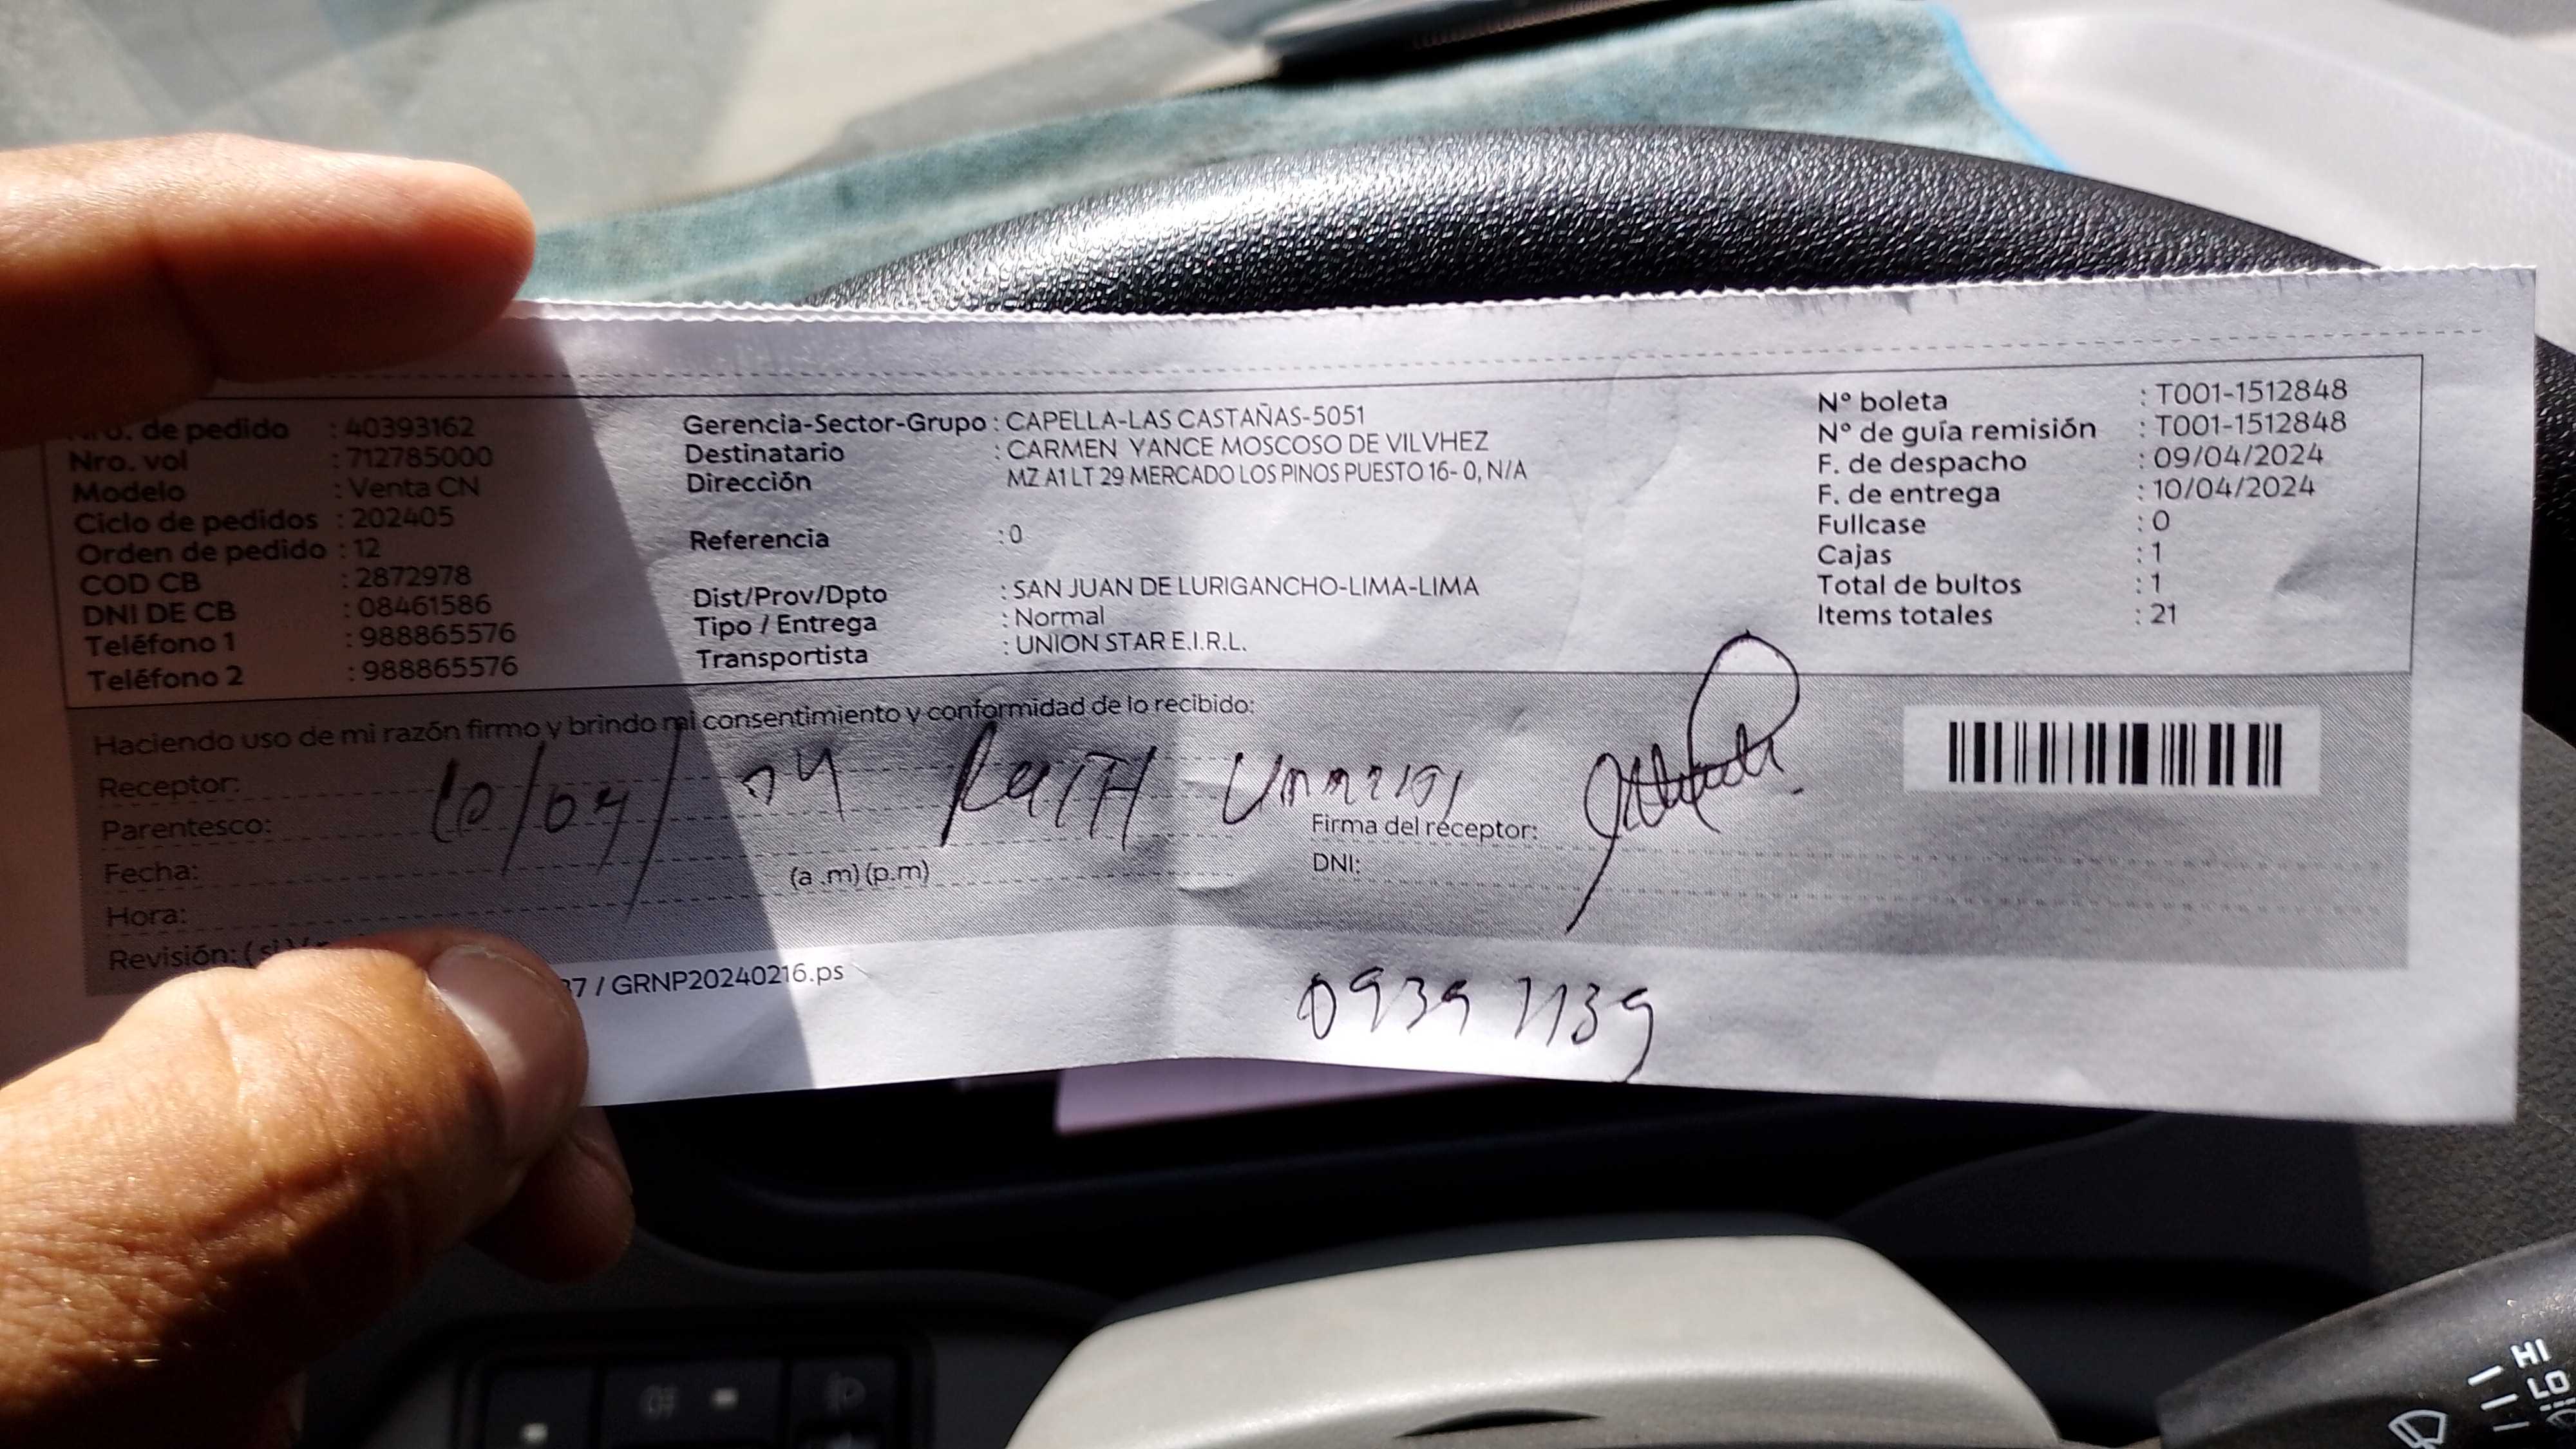 Nro. de pedido : 40393162
Nro. vol : 712785000
Modelo : Venta CN
Ciclo de pedidos : 202405
Orden de pedido : 12
COD CB : 2872978
DNI DE CB : 08461586
Teléfono 1 : 988865576
Teléfono 2 : 988865576
Gerencia-Sector-Grupo : CAPELLA-LAS CASTAÑAS-5051
Destinatario : CARMEN YANCE MOSCOSO DE VILVHEZ
Dirección MZ A1 LT 29 MERCADO LOS PINOS PUESTO 16- 0, N/A
Referencia : 0
Dist/Prov/Dpto : SAN JUAN DE LURIGANCHO-LIMA-LIMA
Tipo / Entrega : Normal
Transportista : UNION STAR E.I.R.L.
Nº boleta : T001-1512848
Nº de guía remisión : T001-1512848
F. de despacho : 09/04/2024
F. de entrega : 10/04/2024
Fullcase : 0
Cajas : 1
Total de bultos : 1
Items totales : 21
Haciendo uso de mi razón firmo y brindo mi consentimiento y conformidad de lo recibido:
Receptor:
10/04/
Parentesco:
Fecha:
(a .m) (p.m)
Hora:
Revisión: ( si )
Firma del receptor:
DNI:
37 / GRNP20240216.ps
HI
LO